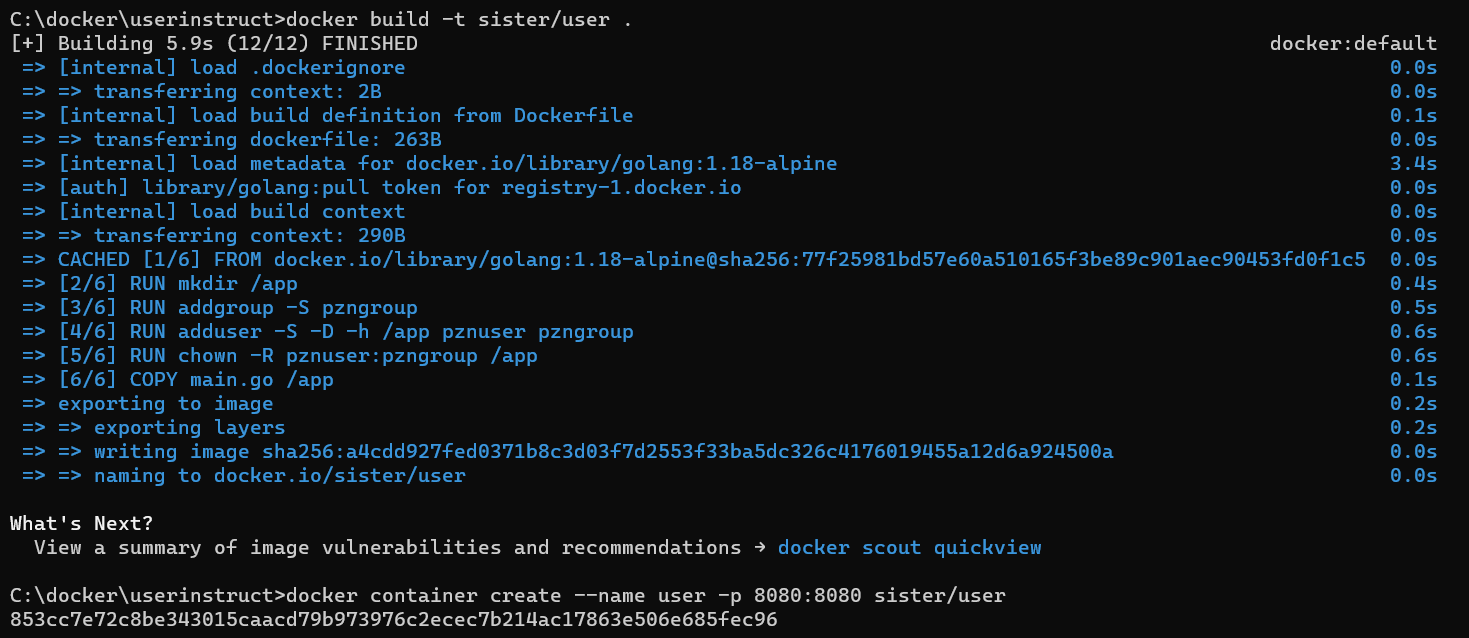 C:\docker\userinstruct>docker build -t sister/user .
[+] Building 5.9s (12/12) FINISHED docker:default
=> [internal] load .dockerignore 0.0s
=> => transferring context: 2B 0.0s
=> [internal] load build definition from Dockerfile 0.1s
=> => transferring dockerfile: 263B 0.0s
=> [internal] load metadata for docker.io/library/golang:1.18-alpine 3.4s
=> [auth] library/golang:pull token for registry-1.docker.io 0.0s
=> [internal] load build context 0.0s
=> => transferring context: 290B 0.0s
=> CACHED [1/6] FROM docker.io/library/golang:1.18-alpine@sha256:77f25981bd57e60a510165f3be89c901aec90453fd0f1c5 0.0s
=> [2/6] RUN mkdir /app 0.4s
=> [3/6] RUN addgroup -S pzngroup 0.5s
=> [4/6] RUN adduser -S -D -h /app pznuser pzngroup 0.6s
=> [5/6] RUN chown -R pznuser:pzngroup /app 0.6s
=> [6/6] COPY main.go /app 0.1s
=> exporting to image 0.2s
=> => exporting layers 0.2s
=> => writing image sha256:a4cdd927fed0371b8c3d03f7d2553f33ba5dc326c4176019455a12d6a924500a 0.0s
=> => naming to docker.io/sister/user 0.0s
What's Next?
View a summary of image vulnerabilities and recommendations → docker scout quickview
C:\docker\userinstruct>docker container create --name user -p 8080:8080 sister/user
853cc7e72c8be343015caacd79b973976c2ecec7b214ac17863e506e685fec96